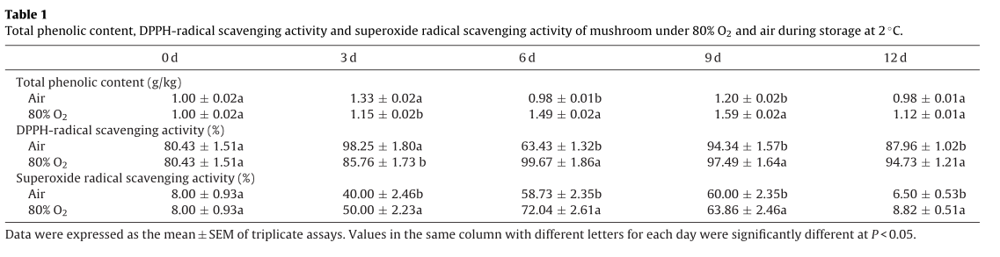 Table 1
Total phenolic content, DPPH-radical scavenging activity and superoxide radical scavenging activity of mushroom under 80% O₂ and air during storage at 2 °C.
0 d 3 d 6 d 9 d 12 d
Total phenolic content (g/kg)
Air 1.00 ± 0.02a 1.33 ± 0.02a 0.98 ± 0.01b 1.20 ± 0.02b 0.98 ± 0.01a
80% O₂ 1.00 ± 0.02a 1.15 ± 0.02b 1.49 ± 0.02a 1.59 ± 0.02a 1.12 ± 0.01a
DPPH-radical scavenging activity (%)
Air 80.43 ± 1.51a 98.25 ± 1.80a 63.43 ± 1.32b 94.34 ± 1.57b 87.96 ± 1.02b
80% O₂ 80.43 ± 1.51a 85.76 ± 1.73 b 99.67 ± 1.86a 97.49 ± 1.64a 94.73 ± 1.21a
Superoxide radical scavenging activity (%)
Air 8.00 ± 0.93a 40.00 ± 2.46b 58.73 ± 2.35b 60.00 ± 2.35b 6.50 ± 0.53b
80% O₂ 8.00 ± 0.93a 50.00 ± 2.23a 72.04 ± 2.61a 63.86 ± 2.46a 8.82 ± 0.51a
Data were expressed as the mean ± SEM of triplicate assays. Values in the same column with different letters for each day were significantly different at P < 0.05.